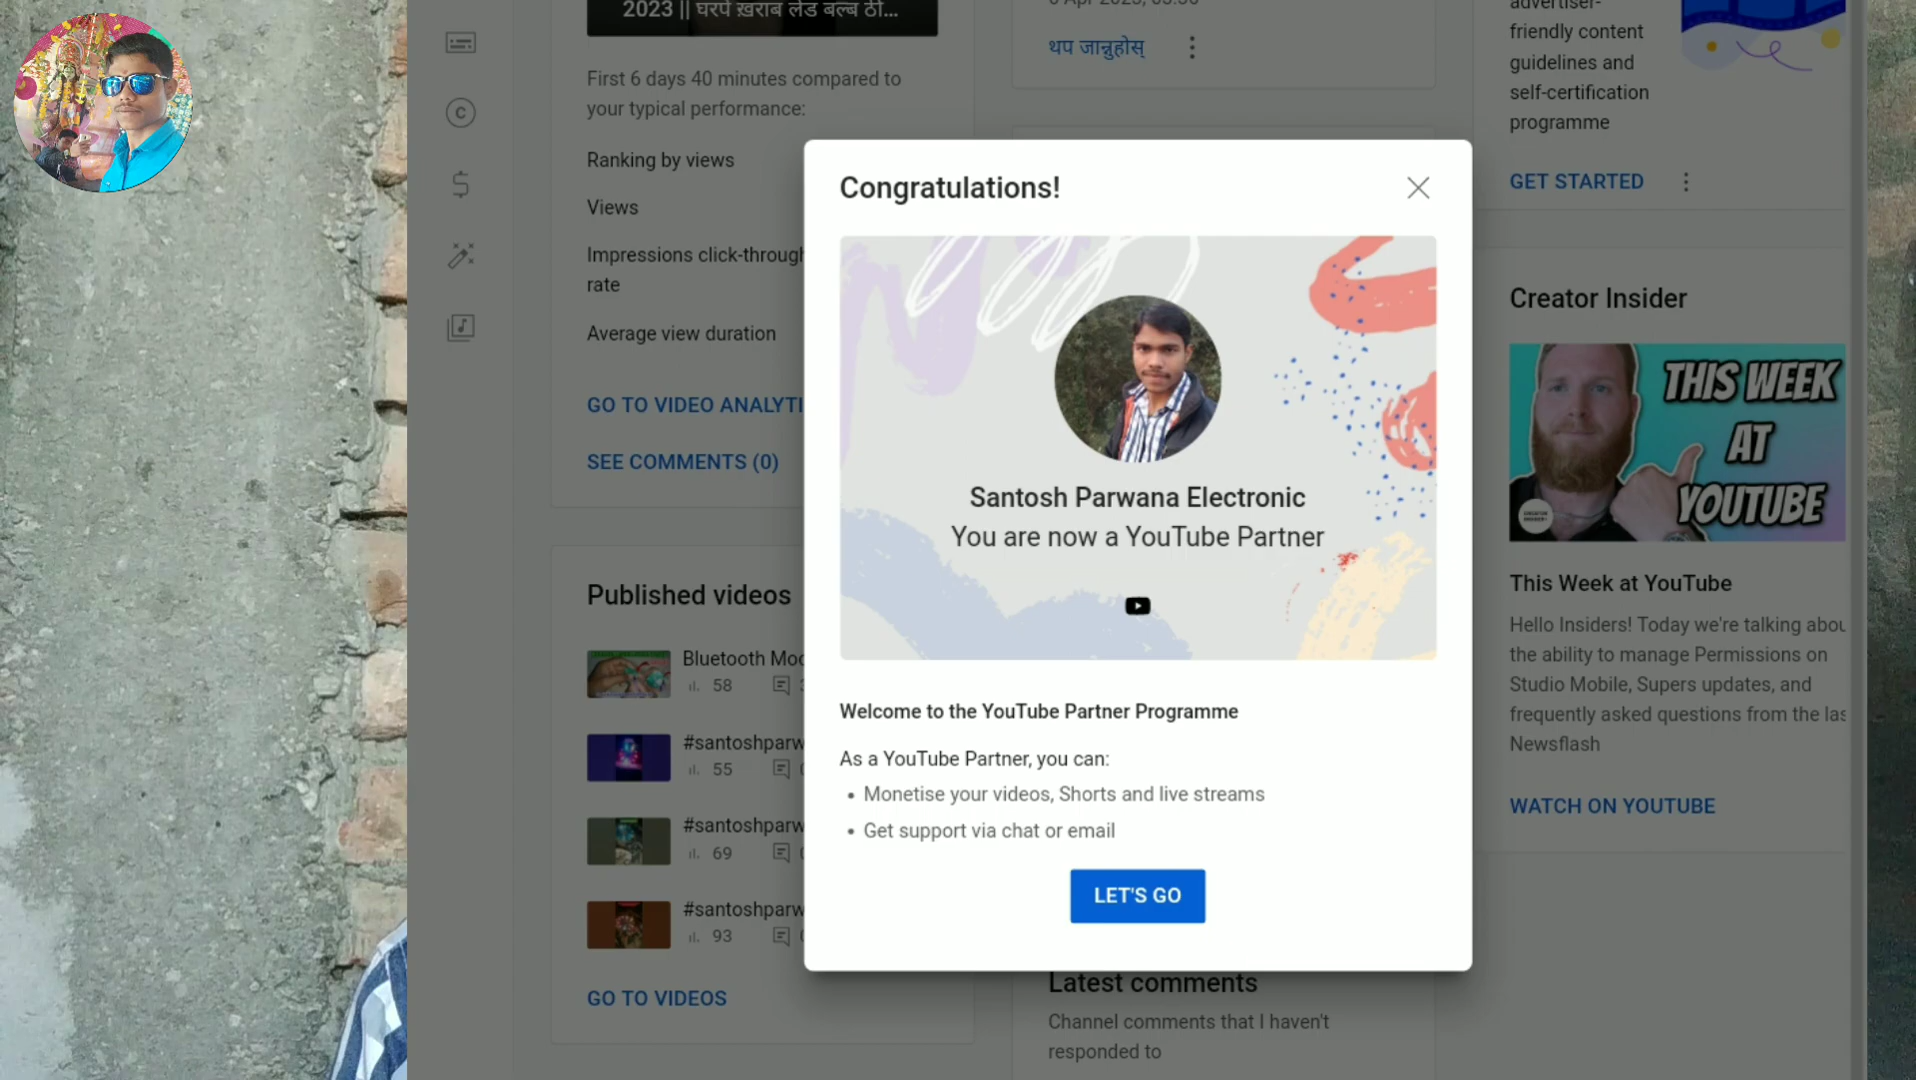 2023 || घरपे ख़राब लेड बल्ब ठी...
First 6 days 40 minutes compared to
your typical performance:
Ranking by views
Views
Impressions click-through
rate
Average view duration
GO TO VIDEO ANALYTI
SEE COMMENTS (0)
Published videos
Bluetooth Moo
58
#santoshparw
55
#santoshparw
69
#santoshparw
93
GO TO VIDEOS
थप जान्नुहोस्
Congratulations!
Santosh Parwana Electronic
You are now a YouTube Partner
Welcome to the YouTube Partner Programme
As a YouTube Partner, you can:
• Monetise your videos, Shorts and live streams
• Get support via chat or email
LET'S GO
Latest comments
Channel comments that I haven't
responded to
advertiser-
friendly content
guidelines and
self-certification
programme
GET STARTED
Creator Insider
THIS WEEK
AT
YOUTUBE
This Week at YouTube
Hello Insiders! Today we're talking abou
the ability to manage Permissions on
Studio Mobile, Supers updates, and
frequently asked questions from the las
Newsflash
WATCH ON YOUTUBE